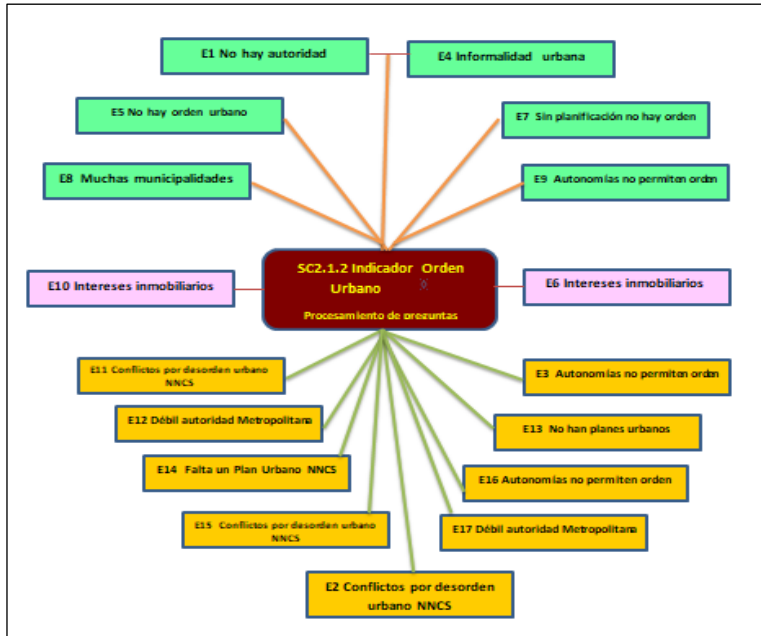 E1 No hay autoridad
E4 Informalidad urbana
E5 No hay orden urbano
E7 Sin planificación no hay orden
E8 Muchas municipalidades
E9 Autonomías no permiten orden
SC2.1.2 Indicador Orden
Urbano
Procesamiento de preguntas
E10 Intereses inmobiliarios
E6 Intereses inmobiliarios
E11 Conflictos por desorden urbano
NNCS
E3 Autonomías no permiten orden
E12 Débil autoridad Metropolitana
E13 No han planes urbanos
E14 Falta un Plan Urbano NNCS
E16 Autonomías no permiten orden
E15 Conflictos por desorden urbano
NNCS
E17 Débil autoridad Metropolitana
E2 Conflictos por desorden
urbano NNCS